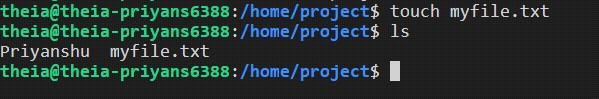 theia@theia-priyans6388:/home/project$ touch myfile.txt
theia@theia-priyans6388:/home/project$ ls
Priyanshu  myfile.txt
theia@theia-priyans6388:/home/project$